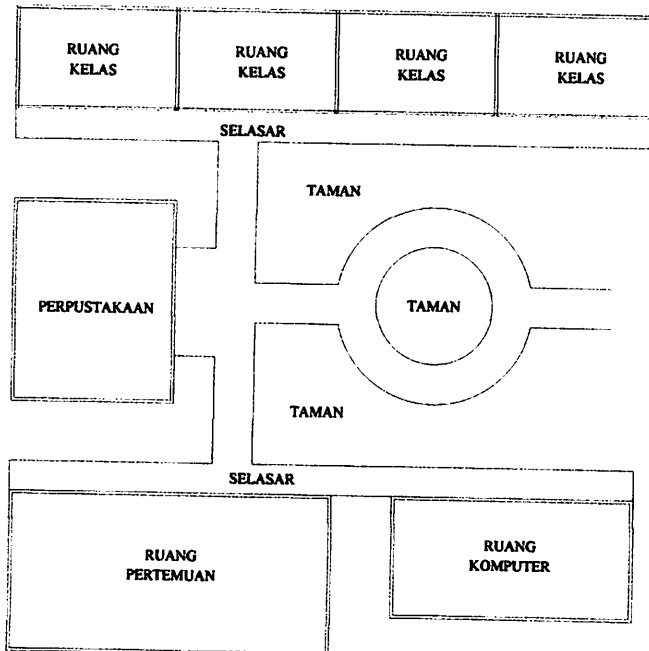 RUANG
KELAS
RUANG
KELAS
RUANG
KELAS
RUANG
KELAS
SELASAR
TAMAN
PERPUSTAKAAN
TAMAN
TAMAN
SELASAR
RUANG
PERTEMUAN
RUANG
KOMPUTER